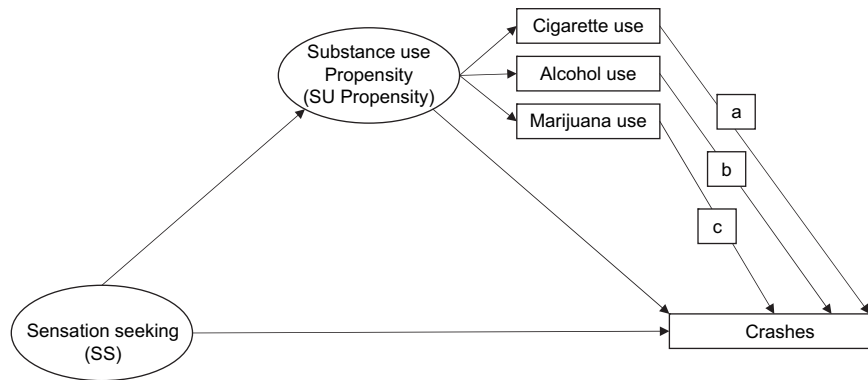 Substance use
Propensity
(SU Propensity)
Cigarette use
Alcohol use
Marijuana use
a
b
c
Sensation seeking
(SS)
Crashes